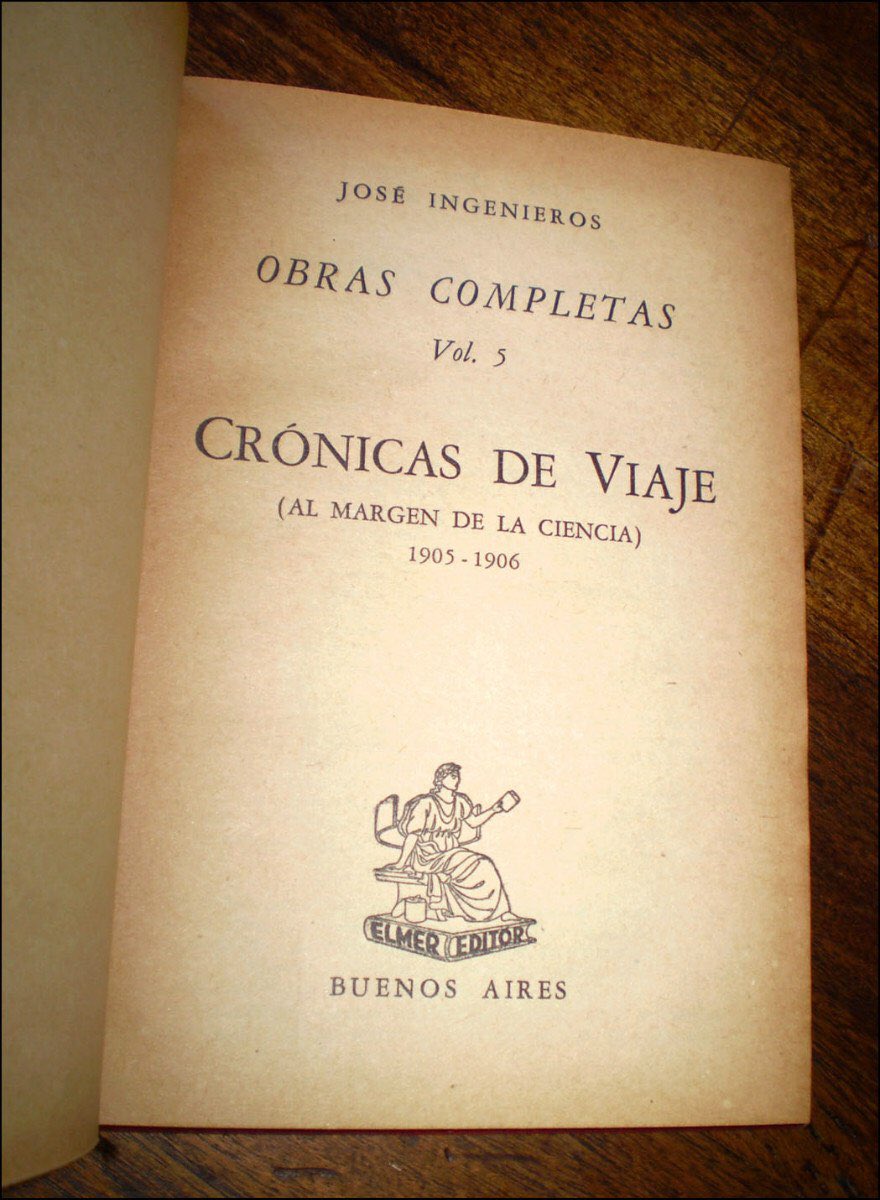 JOSÉ INGENIEROS
OBRAS COMPLETAS
Vol. 5
CRÓNICAS DE VIAJE
(AL MARGEN DE LA CIENCIA)
1905 - 1906
ELMER EDITOR
BUENOS AIRES